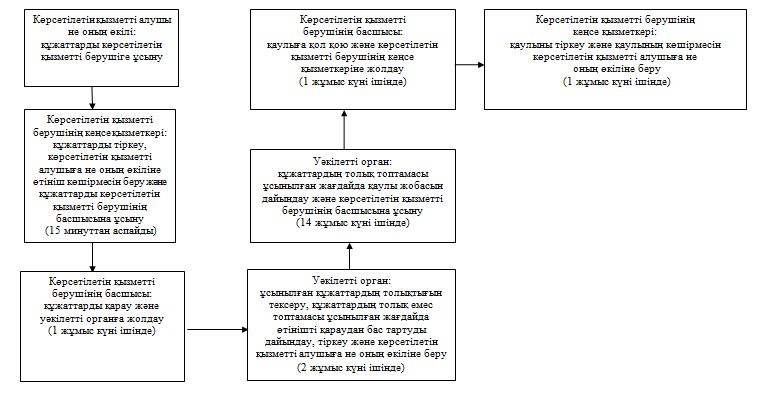 Көрсетілетін қызметті алушы
не оның өкілі:
құжаттарды көрсетілетін
қызметті берушіге ұсыну
Көрсетілетін қызметті
берушінің кеңсе қызметкері:
құжаттарды тіркеу,
көрсетілетін қызметті
алушыға не оның өкіліне
өтініш көшірмесін беру және
құжаттарды көрсетілетін
қызметті берушінің
басшысына ұсыну
(15 минуттан аспайды)
Көрсетілетін қызметті
берушінің басшысы:
құжаттарды қарау және
уәкілетті органға жолдау
(1 жұмыс күні ішінде)
Уәкілетті орган:
ұсынылған құжаттардың толықтығын
тексеру, құжаттардың толық емес
топтамасы ұсынылған жағдайда
өтінішті қараудан бас тартуды
дайындау, тіркеу және көрсетілетін
қызметті алушыға не оның өкіліне беру
(2 жұмыс күні ішінде)
Уәкілетті орган:
құжаттардың толық топтамасы
ұсынылған жағдайда қаулы жобасын
дайындау және көрсетілетін қызметті
берушінің басшысына ұсыну
(14 жұмыс күні ішінде)
Көрсетілетін қызметті
берушінің басшысы:
қаулыға қол қою және көрсетілетін
қызметті берушінің кеңсе
қызметкеріне жолдау
(1 жұмыс күні ішінде)
Көрсетілетін қызметті берушінің
кеңсе қызметкері:
қаулыны тіркеу және қаулының көшірмесін
көрсетілетін қызметті алушыға не
оның өкіліне беру
(1 жұмыс күні ішінде)